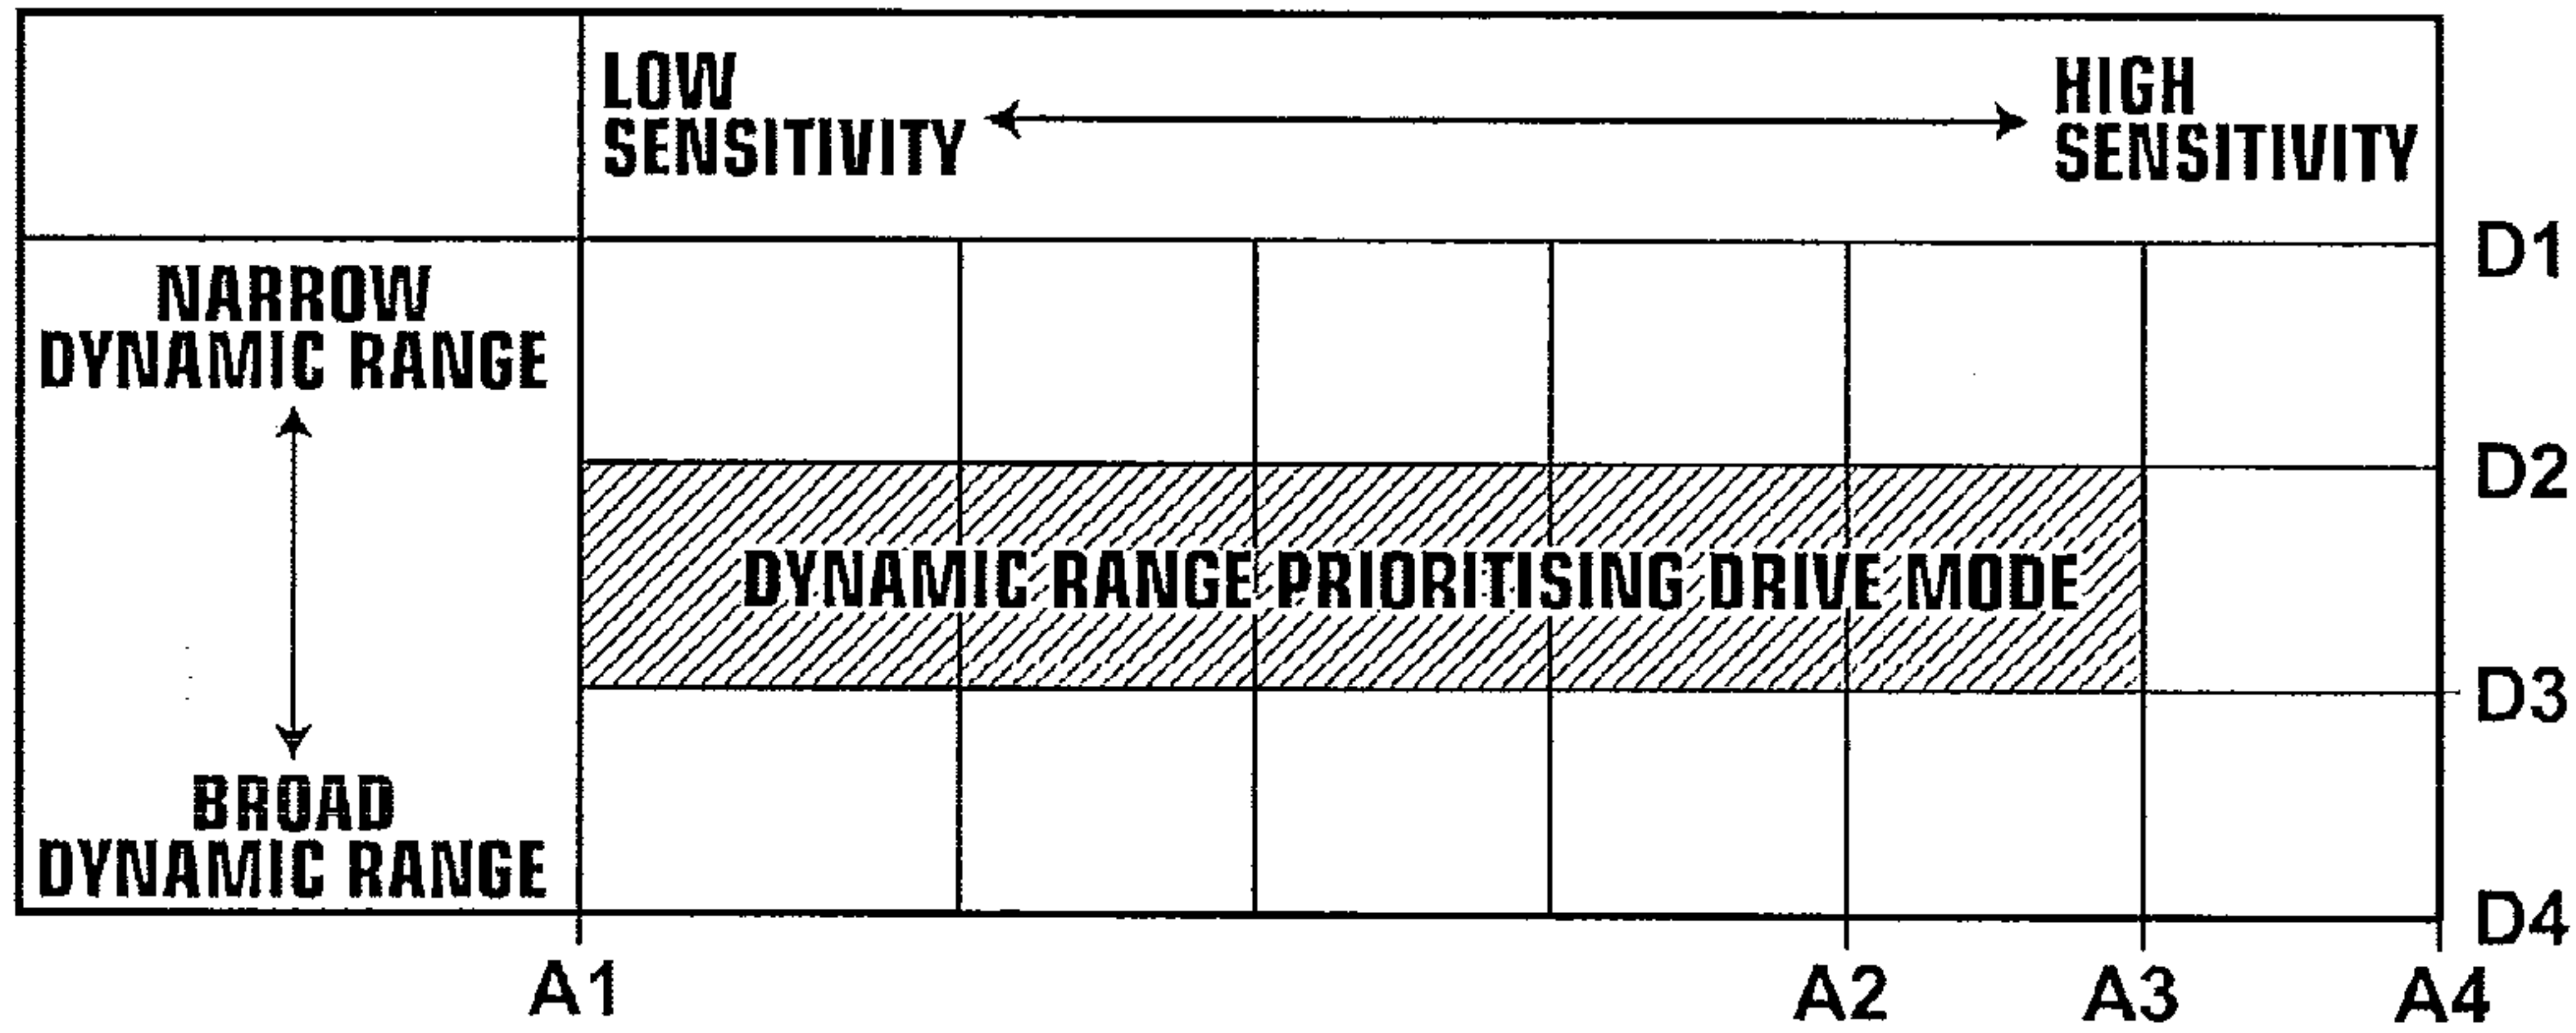 LOW
SENSITIVITY
HIGH
SENSITIVITY
D1
NARROW
DYNAMIC RANGE
D2
DYNAMIC RANGE PRIORITISING DRIVE MODE
D3
BROAD
DYNAMIC RANGE
D4
A1
A2
A3
A4